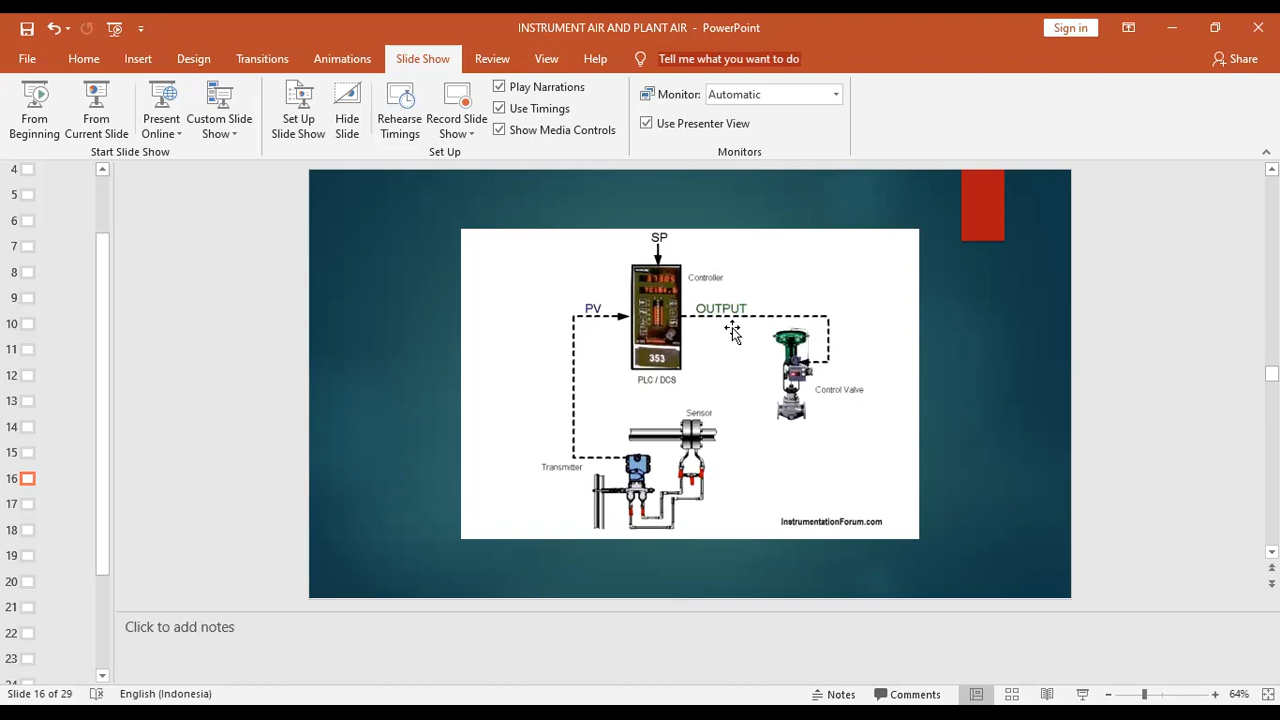 INSTRUMENT AIR AND PLANT AIR - PowerPoint
Sign in
File Home Insert Design Transitions Animations Slide Show Review View Help Tell me what you want to do Share
From Beginning
From Current Slide
Present Online
Custom Slide Show
Start Slide Show
Set Up Slide Show
Hide Slide
Rehearse Timings
Record Slide Show
Play Narrations
Use Timings
Show Media Controls
Set Up
Monitor: Automatic
Use Presenter View
Monitors
4
5
6
7
8
9
10
11
12
13
14
15
16
17
18
19
20
21
22
23
SP
Controller
PV
OUTPUT
353
PLC / DCS
Control Valve
Sensor
Transmitter
InstrumentationForum.com
Click to add notes
Slide 16 of 29 English (Indonesia) Notes Comments 64%